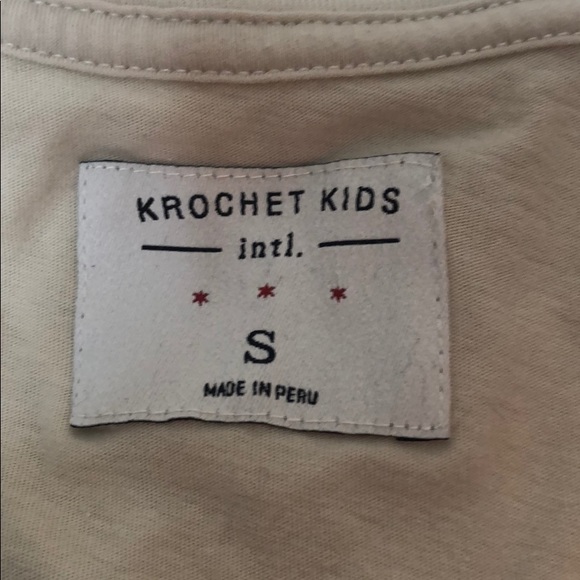 KROCHET KIDS
intl.
S
MADE IN PERU